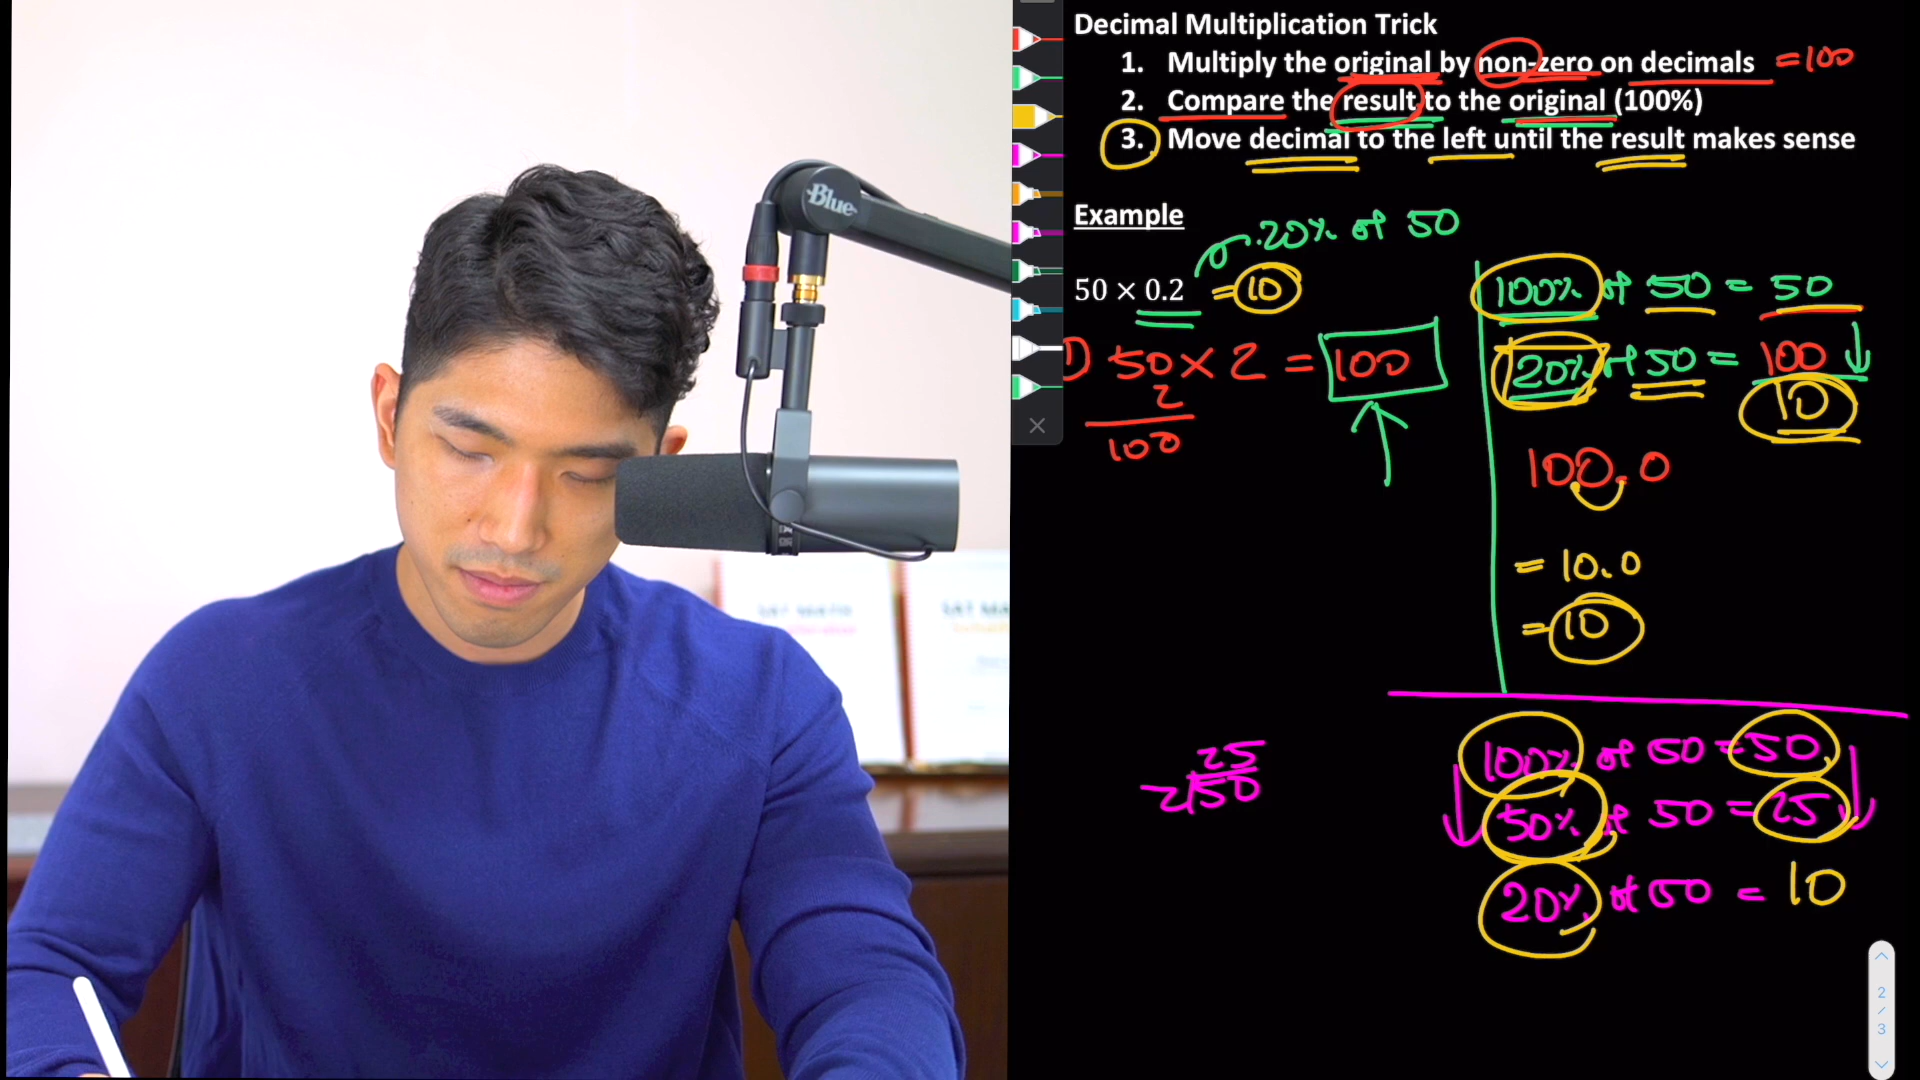 Decimal Multiplication Trick
1. Multiply the original by non-zero on decimals = 100
2. Compare the result to the original (100%)
3. Move decimal to the left until the result makes sense
Example
20% of 50
50 × 0.2 = 10
1) 50 × 2 = 100
2
100
100% of 50 = 50
20% of 50 = 100
10
100.0
= 10.0
= 10
25
2 50
100% of 50 = 50
50% of 50 = 25
20% of 50 = 10
Blue
SAT MATH
2
/
3